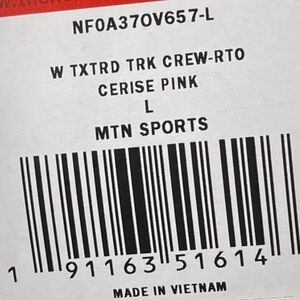 NF0A37OV657-L
W TXTRD TRK CREW-RTO
CERISE PINK
L
MTN SPORTS
1 91163 51614
MADE IN VIETNAM